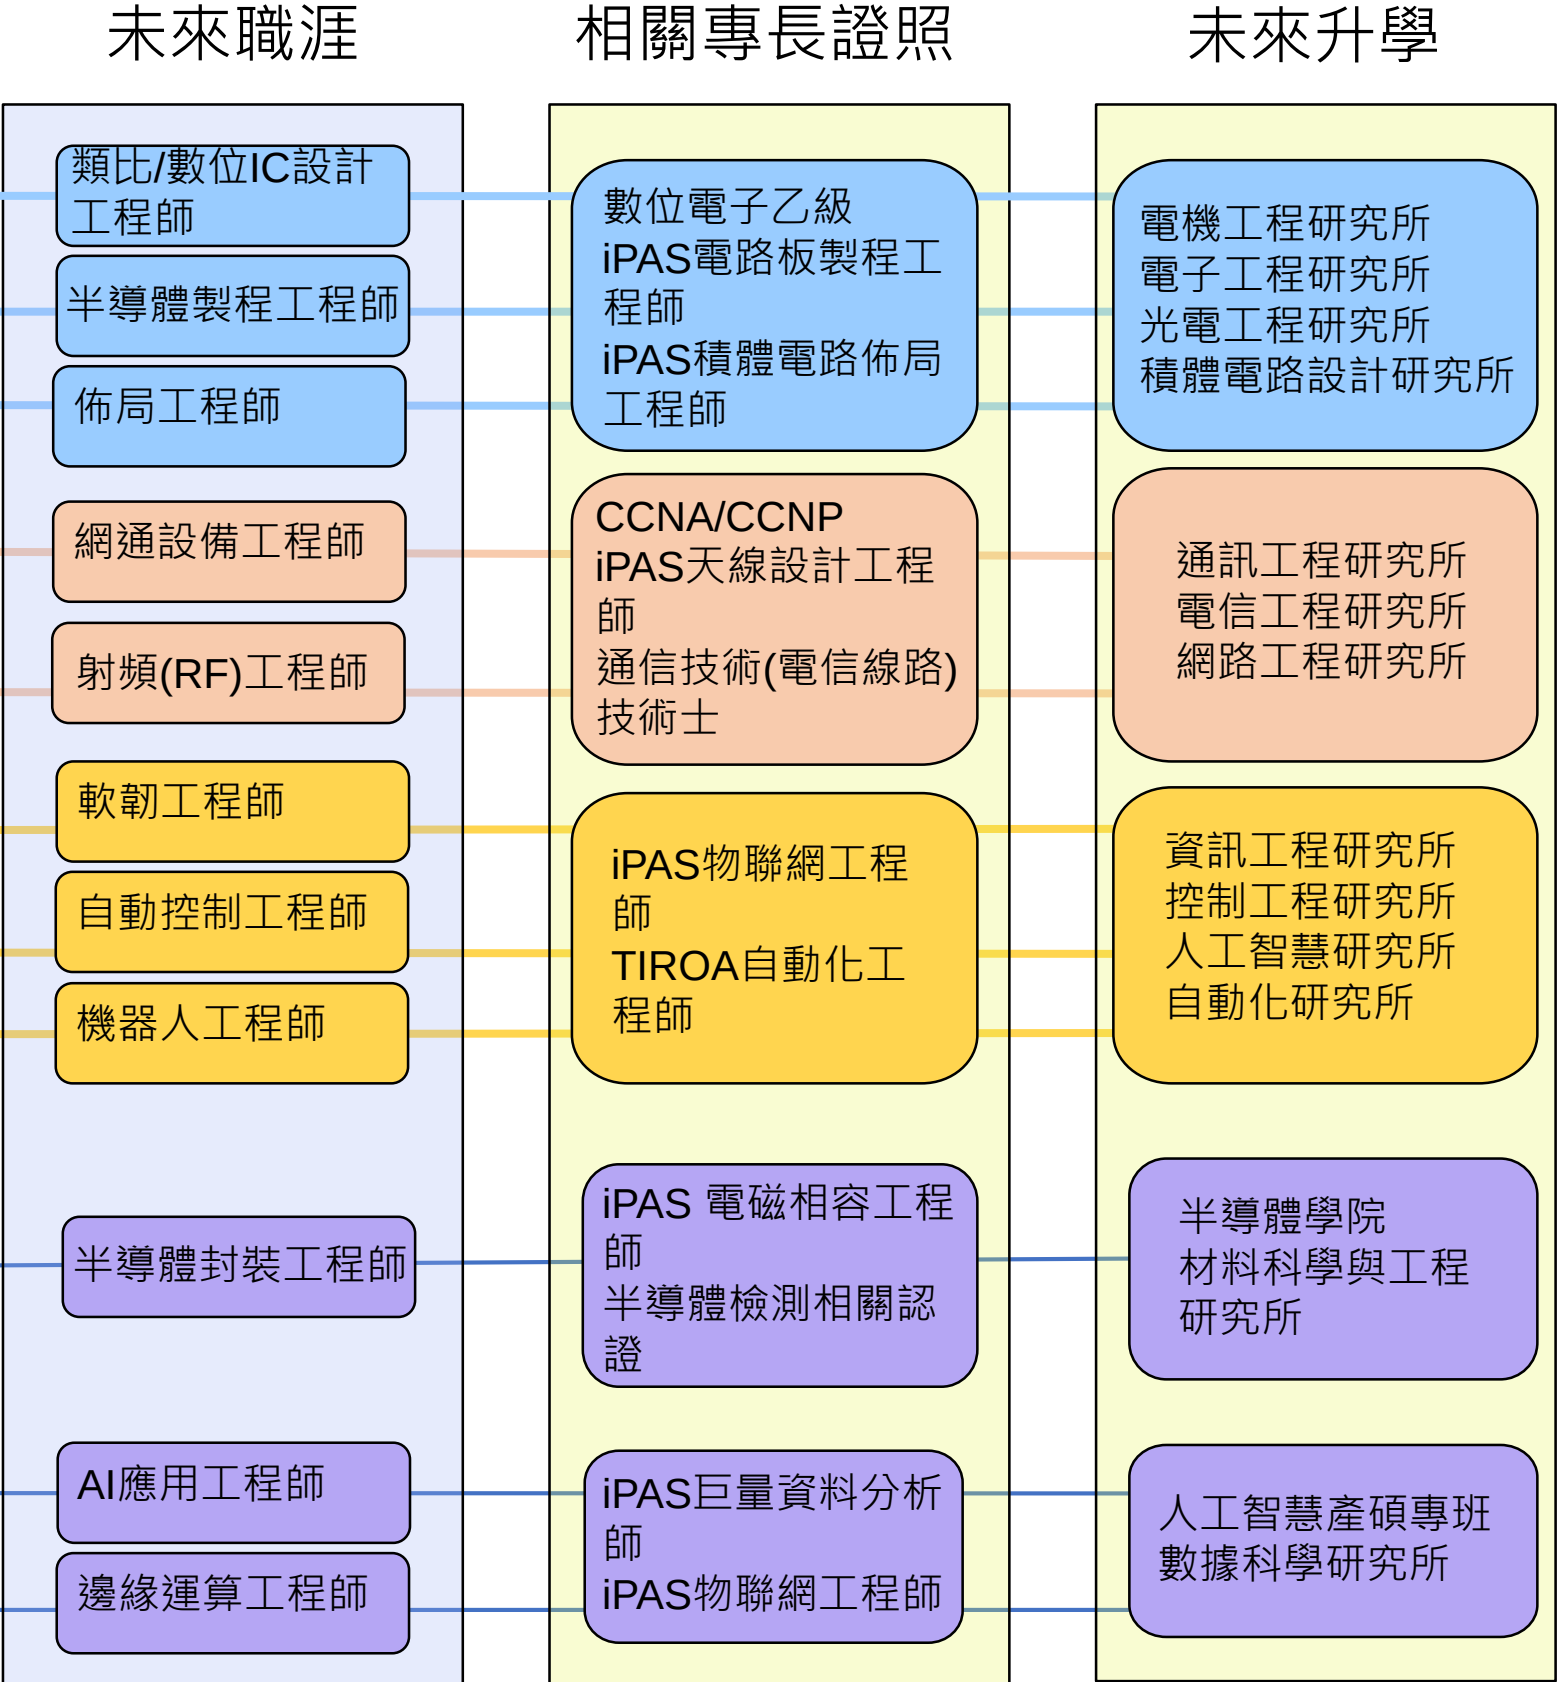 未來職涯
相關專長證照
未來升學
類比/數位IC設計
工程師
半導體製程工程師
佈局工程師
網通設備工程師
射頻(RF)工程師
軟韌工程師
自動控制工程師
機器人工程師
半導體封裝工程師
AI應用工程師
邊緣運算工程師
數位電子乙級
iPAS電路板製程工
程師
iPAS積體電路佈局
工程師
CCNA/CCNP
iPAS天線設計工程
師
通信技術(電信線路)
技術士
iPAS物聯網工程
師
TIROA自動化工
程師
iPAS 電磁相容工程
師
半導體檢測相關認
證
iPAS巨量資料分析
師
iPAS物聯網工程師
電機工程研究所
電子工程研究所
光電工程研究所
積體電路設計研究所
通訊工程研究所
電信工程研究所
網路工程研究所
資訊工程研究所
控制工程研究所
人工智慧研究所
自動化研究所
半導體學院
材料科學與工程
研究所
人工智慧產碩專班
數據科學研究所